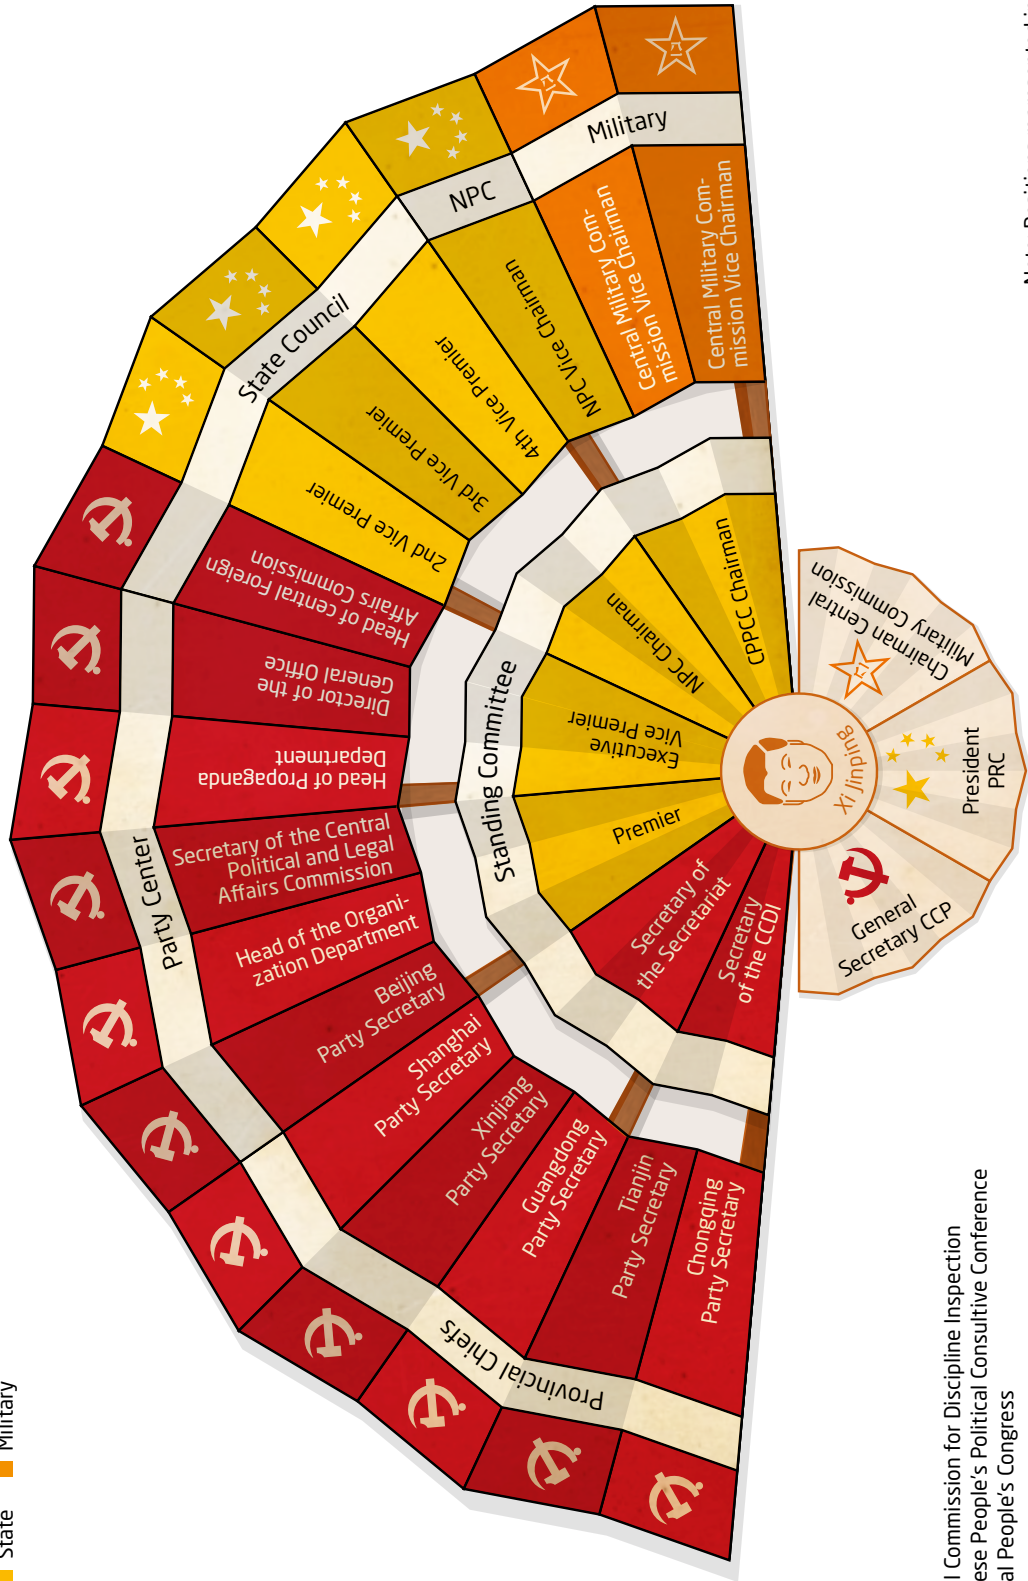 State
Military
Military
NPC
State Council
Party Center
Provincial Chiefs
Central Military Com-
mission Vice Chairman
Central Military Com-
mission Vice Chairman
NPC Vice Chairman
4th Vice Premier
3rd Vice Premier
2nd Vice Premier
Head of central Foreign
Affairs Commission
Director of the
General Office
Head of Propaganda
Department
Secretary of the Central
Political and Legal
Affairs Commission
Head of the Organi-
zation Department
Beijing
Party Secretary
Shanghai
Party Secretary
Xinjiang
Party Secretary
Guangdong
Party Secretary
Tianjin
Party Secretary
Chongqing
Party Secretary
Standing Committee
CPPCC Chairman
NPC Chairman
Executive
Vice Premier
Premier
Secretary of
the Secretariat
Secretary
of the CCDI
Xi Jinping
Chairman Central
Military Commission
President
PRC
General
Secretary CCP
Commission for Discipline Inspection
People's Political Consultive Conference
People's Congress